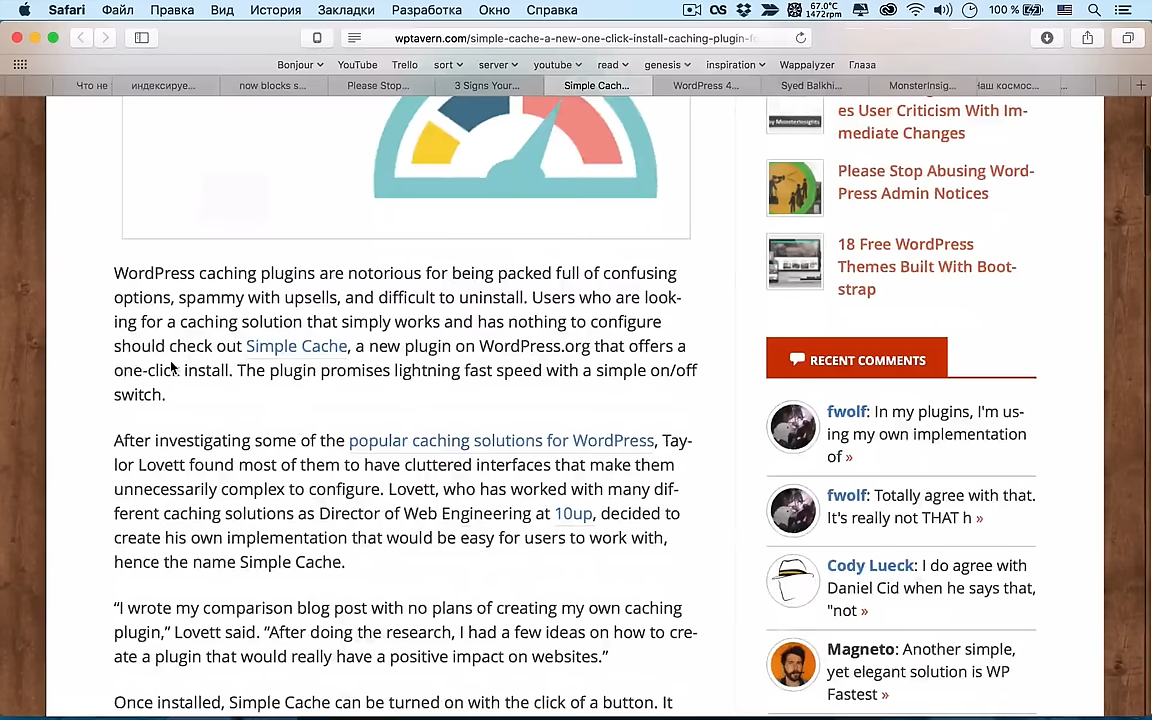 Safari Файл Правка Вид История Закладки Разработка Окно Справка 67.0°C 1472rpm 100 %
wptavern.com/simple-cache-a-new-one-click-install-caching-plugin-f
Bonjour YouTube Trello sort server youtube read genesis inspiration Wappalyzer Глаза
Что не индексируе... now blocks s... Please Stop... 3 Signs Your... Simple Cach... WordPress 4... Syed Balkhi... MonsterInsig... Наш космос... ...
by MonsterInsights
es User Criticism With Im-
mediate Changes
Please Stop Abusing Word-
Press Admin Notices
18 Free WordPress
Themes Built With Boot-
strap
WordPress caching plugins are notorious for being packed full of confusing
options, spammy with upsells, and difficult to uninstall. Users who are look-
ing for a caching solution that simply works and has nothing to configure
should check out Simple Cache, a new plugin on WordPress.org that offers a
one-click install. The plugin promises lightning fast speed with a simple on/off
switch.
After investigating some of the popular caching solutions for WordPress, Tay-
lor Lovett found most of them to have cluttered interfaces that make them
unnecessarily complex to configure. Lovett, who has worked with many dif-
ferent caching solutions as Director of Web Engineering at 10up, decided to
create his own implementation that would be easy for users to work with,
hence the name Simple Cache.
“I wrote my comparison blog post with no plans of creating my own caching
plugin,” Lovett said. “After doing the research, I had a few ideas on how to cre-
ate a plugin that would really have a positive impact on websites.”
Once installed, Simple Cache can be turned on with the click of a button. It
RECENT COMMENTS
fwolf: In my plugins, I'm us-
ing my own implementation
of »
fwolf: Totally agree with that.
It's really not THAT h »
Cody Lueck: I do agree with
Daniel Cid when he says that,
"not »
Magneto: Another simple,
yet elegant solution is WP
Fastest »